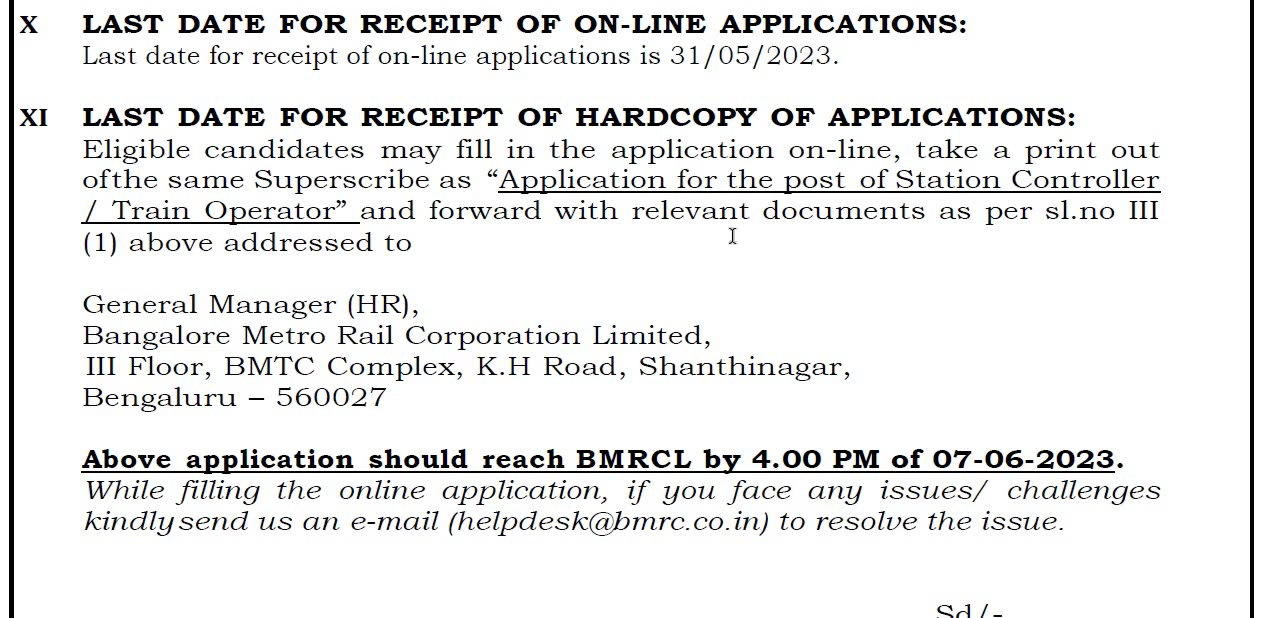 X LAST DATE FOR RECEIPT OF ON-LINE APPLICATIONS:
Last date for receipt of on-line applications is 31/05/2023.
XI LAST DATE FOR RECEIPT OF HARDCOPY OF APPLICATIONS:
Eligible candidates may fill in the application on-line, take a print out
ofthe same Superscribe as “Application for the post of Station Controller
/ Train Operator” and forward with relevant documents as per sl.no III
(1) above addressed to
General Manager (HR),
Bangalore Metro Rail Corporation Limited,
III Floor, BMTC Complex, K.H Road, Shanthinagar,
Bengaluru – 560027
Above application should reach BMRCL by 4.00 PM of 07-06-2023.
While filling the online application, if you face any issues/ challenges
kindly send us an e-mail (helpdesk@bmrc.co.in) to resolve the issue.
Sd/-